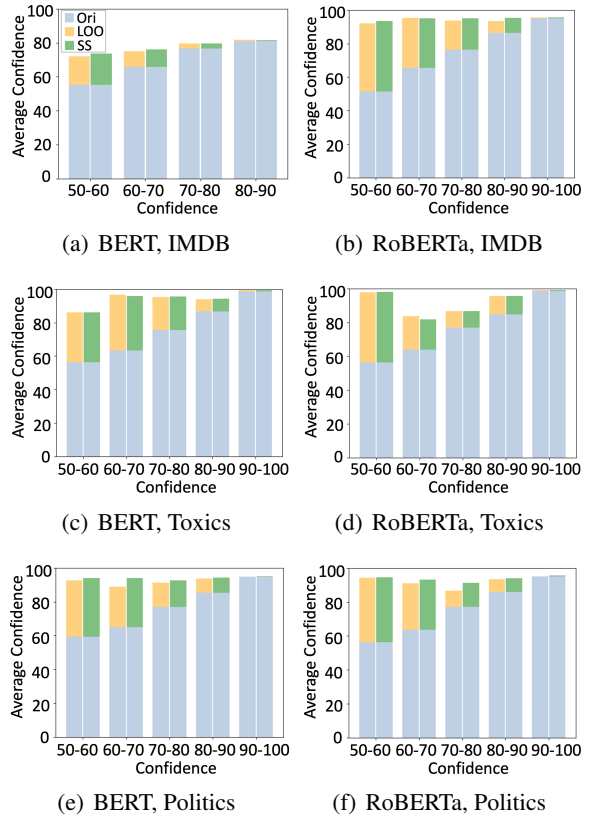 Average Confidence
100
80
60
40
20
0
Ori
LOO
SS
50-60 60-70 70-80 80-90
Confidence
(a) BERT, IMDB
Average Confidence
100
80
60
40
20
0
50-60 60-70 70-80 80-90 90-100
Confidence
(b) RoBERTa, IMDB
Average Confidence
100
80
60
40
20
0
50-60 60-70 70-80 80-90 90-100
Confidence
(c) BERT, Toxics
Average Confidence
100
80
60
40
20
0
50-60 60-70 70-80 80-90 90-100
Confidence
(d) RoBERTa, Toxics
Average Confidence
100
80
60
40
20
0
50-60 60-70 70-80 80-90 90-100
Confidence
(e) BERT, Politics
Average Confidence
100
80
60
40
20
0
50-60 60-70 70-80 80-90 90-100
Confidence
(f) RoBERTa, Politics